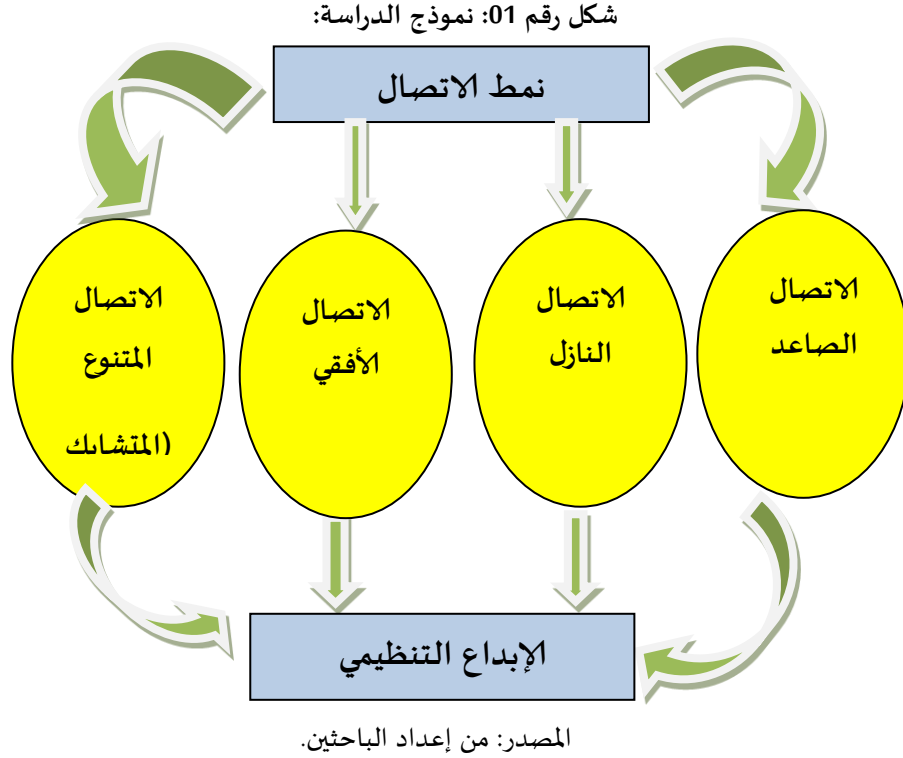 شكل رقم 01: نموذج الدراسة:
نمط الاتصال
الاتصال
الصاعد
الاتصال
النازل
الاتصال
الأفقي
الاتصال
المتنوع
(المتشابك
الإبداع التنظيمي
المصدر: من إعداد الباحثين.